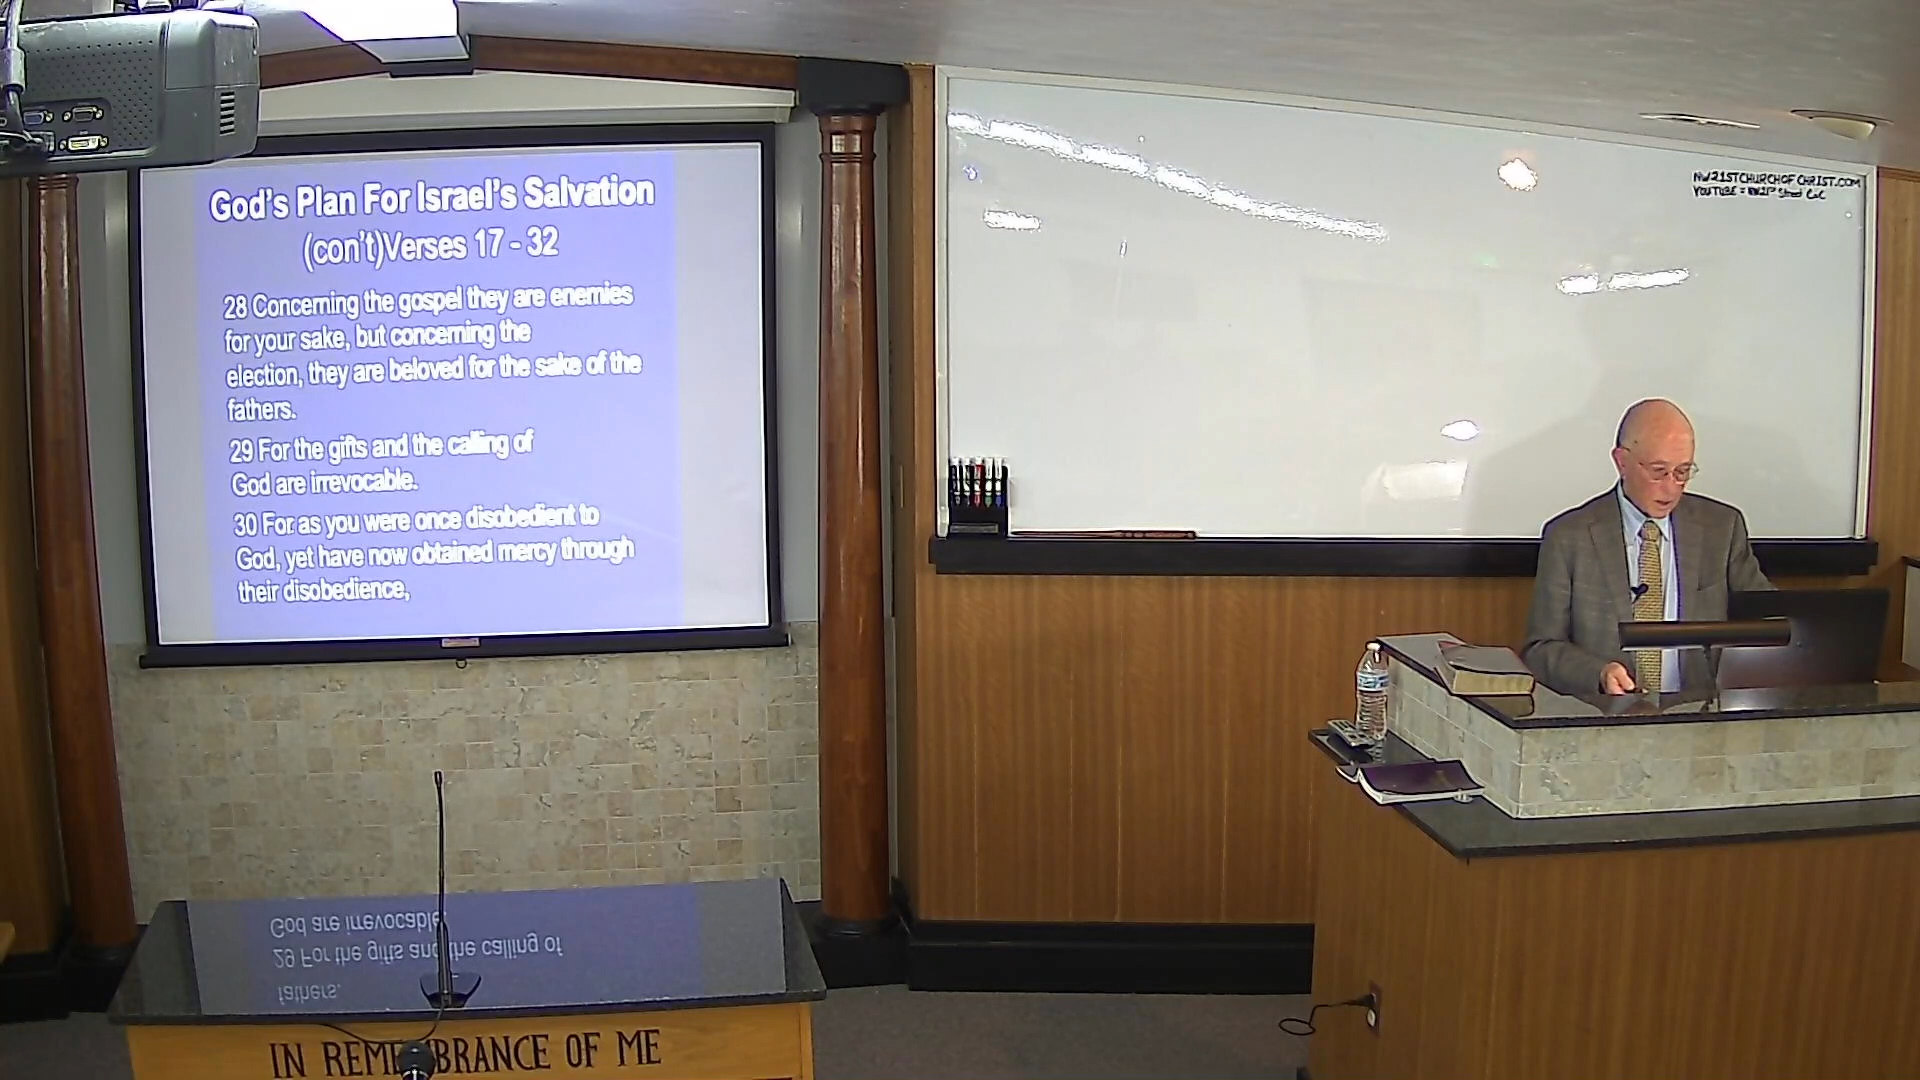 God's Plan For Israel's Salvation
(con't)Verses 17 - 32
28 Concerning the gospel they are enemies
for your sake, but concerning the
election, they are beloved for the sake of the
fathers.
29 For the gifts and the calling of
God are irrevocable.
30 For as you were once disobedient to
God, yet have now obtained mercy through
their disobedience,
NW21STCHURCHOFCHRIST.COM
YOUTUBE = NW21st Street CoC
God are irrevocable.
29 For the gifts and the calling of
fathers.
IN REMEMBRANCE OF ME